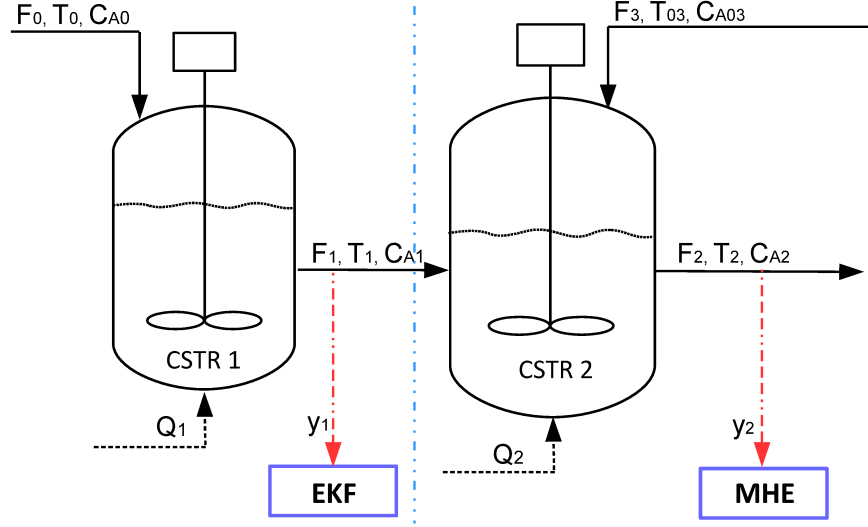 F0, T0, CA0
F3, T03, CA03
F1, T1, CA1
F2, T2, CA2
CSTR 1
CSTR 2
Q1
y1
Q2
y2
EKF
MHE